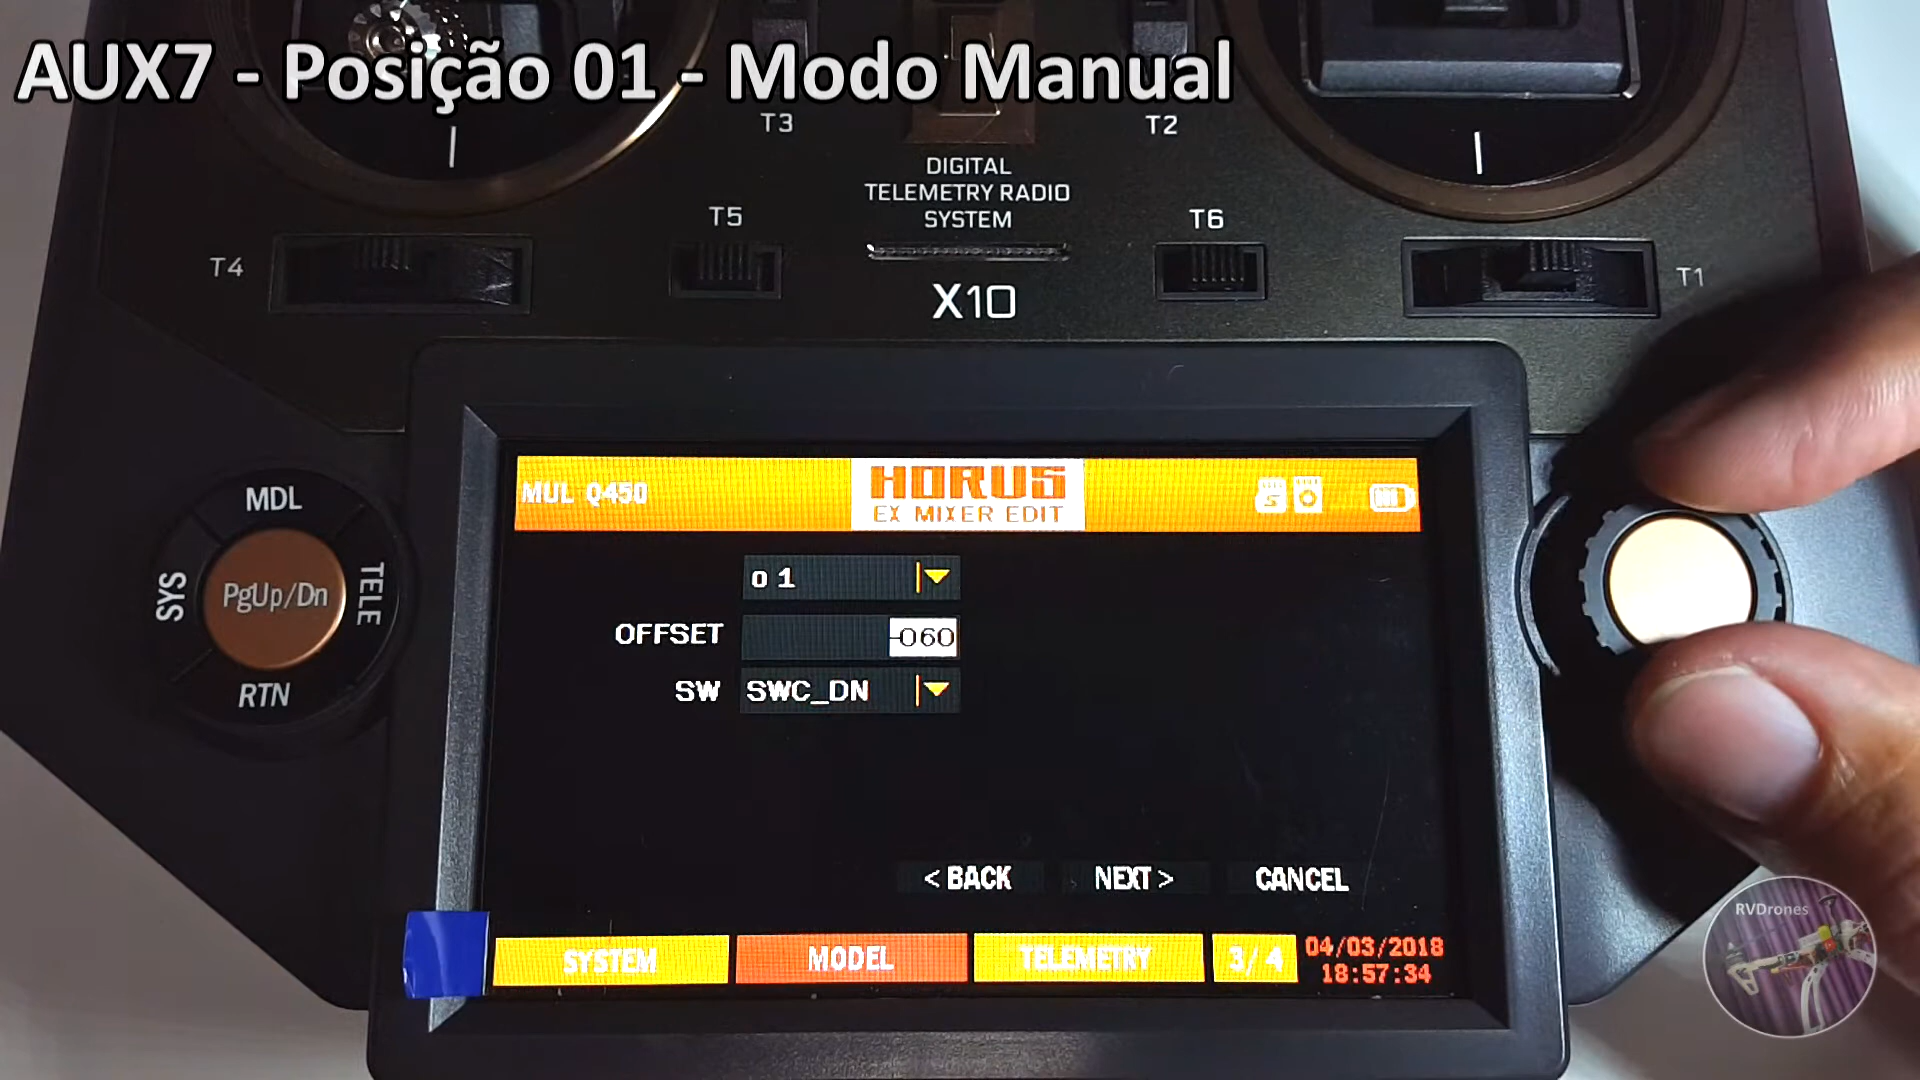 AUX7 - Posição 01 - Modo Manual
T3
T2
DIGITAL
TELEMETRY RADIO
SYSTEM
T5
T6
T4
T1
X10
MDL
SYS
PgUp/Dn
TELE
RTN
MUL Q450
HORUS
EX MIXER EDIT
o 1
OFFSET -060
SW SWC_DN
< BACK NEXT > CANCEL
SYSTEM MODEL TELEMETRY 3/4
04/03/2018
18:57:34
RVDrones